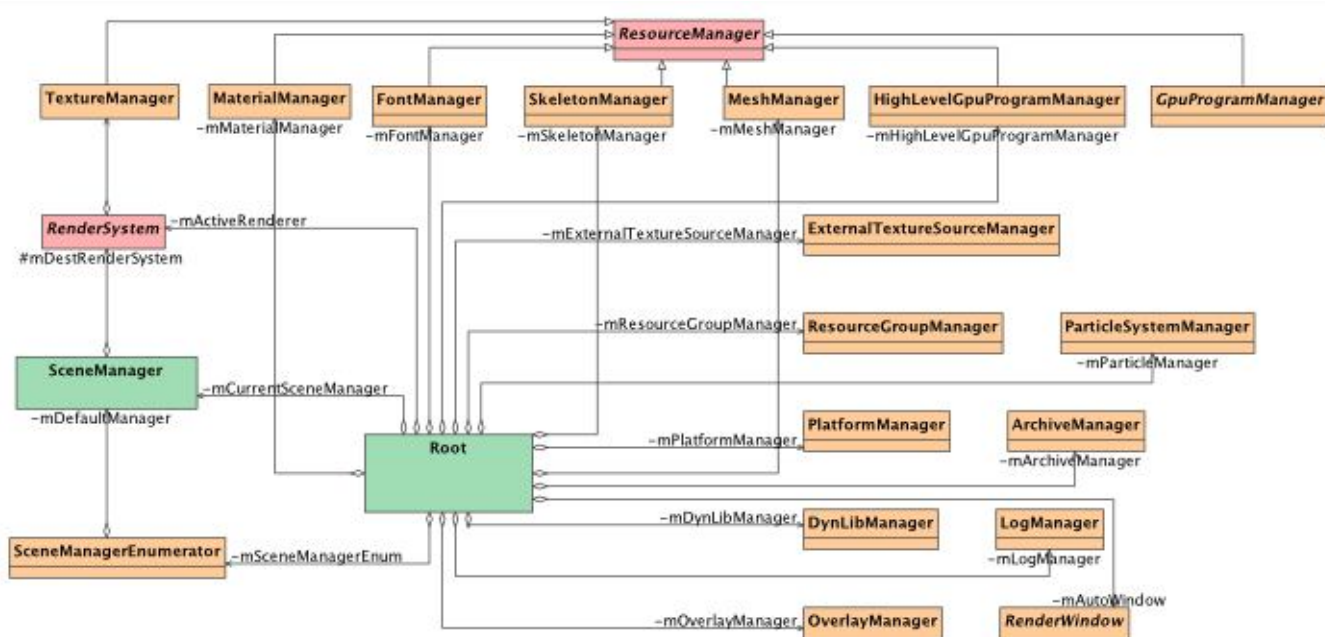 ResourceManager
TextureManager
MaterialManager
FontManager
SkeletonManager
MeshManager
HighLevelGpuProgramManager
GpuProgramManager
-mMaterialManager
-mFontManager
-mSkeletonManager
-mMeshManager
-mHighLevelGpuProgramManager
RenderSystem
-mActiveRenderer
#mDestRenderSystem
-mExternalTextureSourceManager
ExternalTextureSourceManager
-mResourceGroupManager
ResourceGroupManager
ParticleSystemManager
-mParticleManager
SceneManager
-mCurrentSceneManager
-mDefaultManager
Root
-mPlatformManager
PlatformManager
ArchiveManager
-mArchiveManager
-mDynLibManager
DynLibManager
LogManager
-mLogManager
SceneManagerEnumerator
-mSceneManagerEnum
-mAutoWindow
-mOverlayManager
OverlayManager
RenderWindow